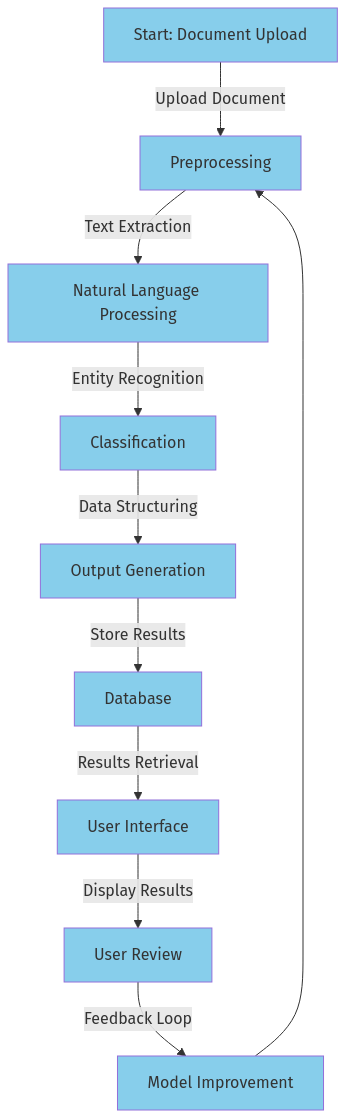 Start: Document Upload
Upload Document
Preprocessing
Text Extraction
Natural Language
Processing
Entity Recognition
Classification
Data Structuring
Output Generation
Store Results
Database
Results Retrieval
User Interface
Display Results
User Review
Feedback Loop
Model Improvement